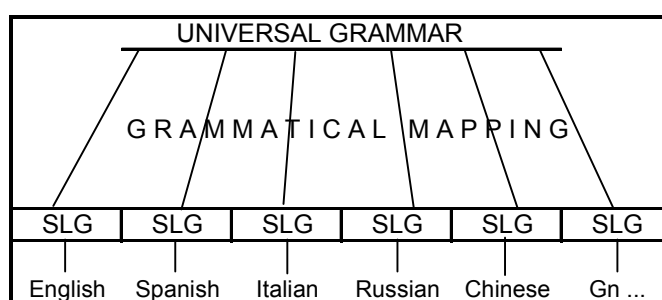 UNIVERSAL GRAMMAR
GRAMMATICAL MAPPING
SLG SLG SLG SLG SLG SLG
English Spanish Italian Russian Chinese Gn ...